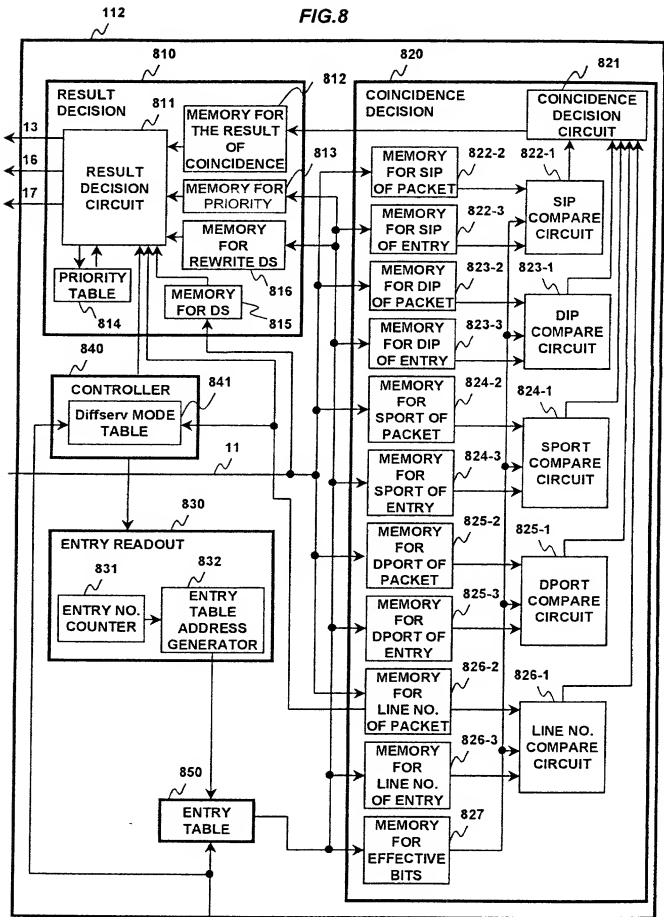 FIG.8
112
810
RESULT
DECISION
811
812
MEMORY FOR
THE RESULT
OF
COINCIDENCE
13
16
17
RESULT
DECISION
CIRCUIT
813
MEMORY FOR
PRIORITY
MEMORY
FOR
REWRITE DS
816
PRIORITY
TABLE
814
MEMORY
FOR DS
815
840
CONTROLLER
841
Diffserv MODE
TABLE
11
830
ENTRY READOUT
831
832
ENTRY NO.
COUNTER
ENTRY
TABLE
ADDRESS
GENERATOR
850
ENTRY
TABLE
820
COINCIDENCE
DECISION
821
COINCIDENCE
DECISION
CIRCUIT
822-2
MEMORY
FOR SIP
OF PACKET
822-1
SIP
COMPARE
CIRCUIT
822-3
MEMORY
FOR SIP
OF ENTRY
823-2
MEMORY
FOR DIP
OF PACKET
823-1
DIP
COMPARE
CIRCUIT
823-3
MEMORY
FOR DIP
OF ENTRY
824-2
MEMORY
FOR
SPORT OF
PACKET
824-1
SPORT
COMPARE
CIRCUIT
824-3
MEMORY
FOR
SPORT OF
ENTRY
825-2
MEMORY
FOR
DPORT OF
PACKET
825-1
DPORT
COMPARE
CIRCUIT
825-3
MEMORY
FOR
DPORT OF
ENTRY
826-2
MEMORY
FOR
LINE NO.
OF PACKET
826-1
LINE NO.
COMPARE
CIRCUIT
826-3
MEMORY
FOR
LINE NO.
OF ENTRY
827
MEMORY
FOR
EFFECTIVE
BITS